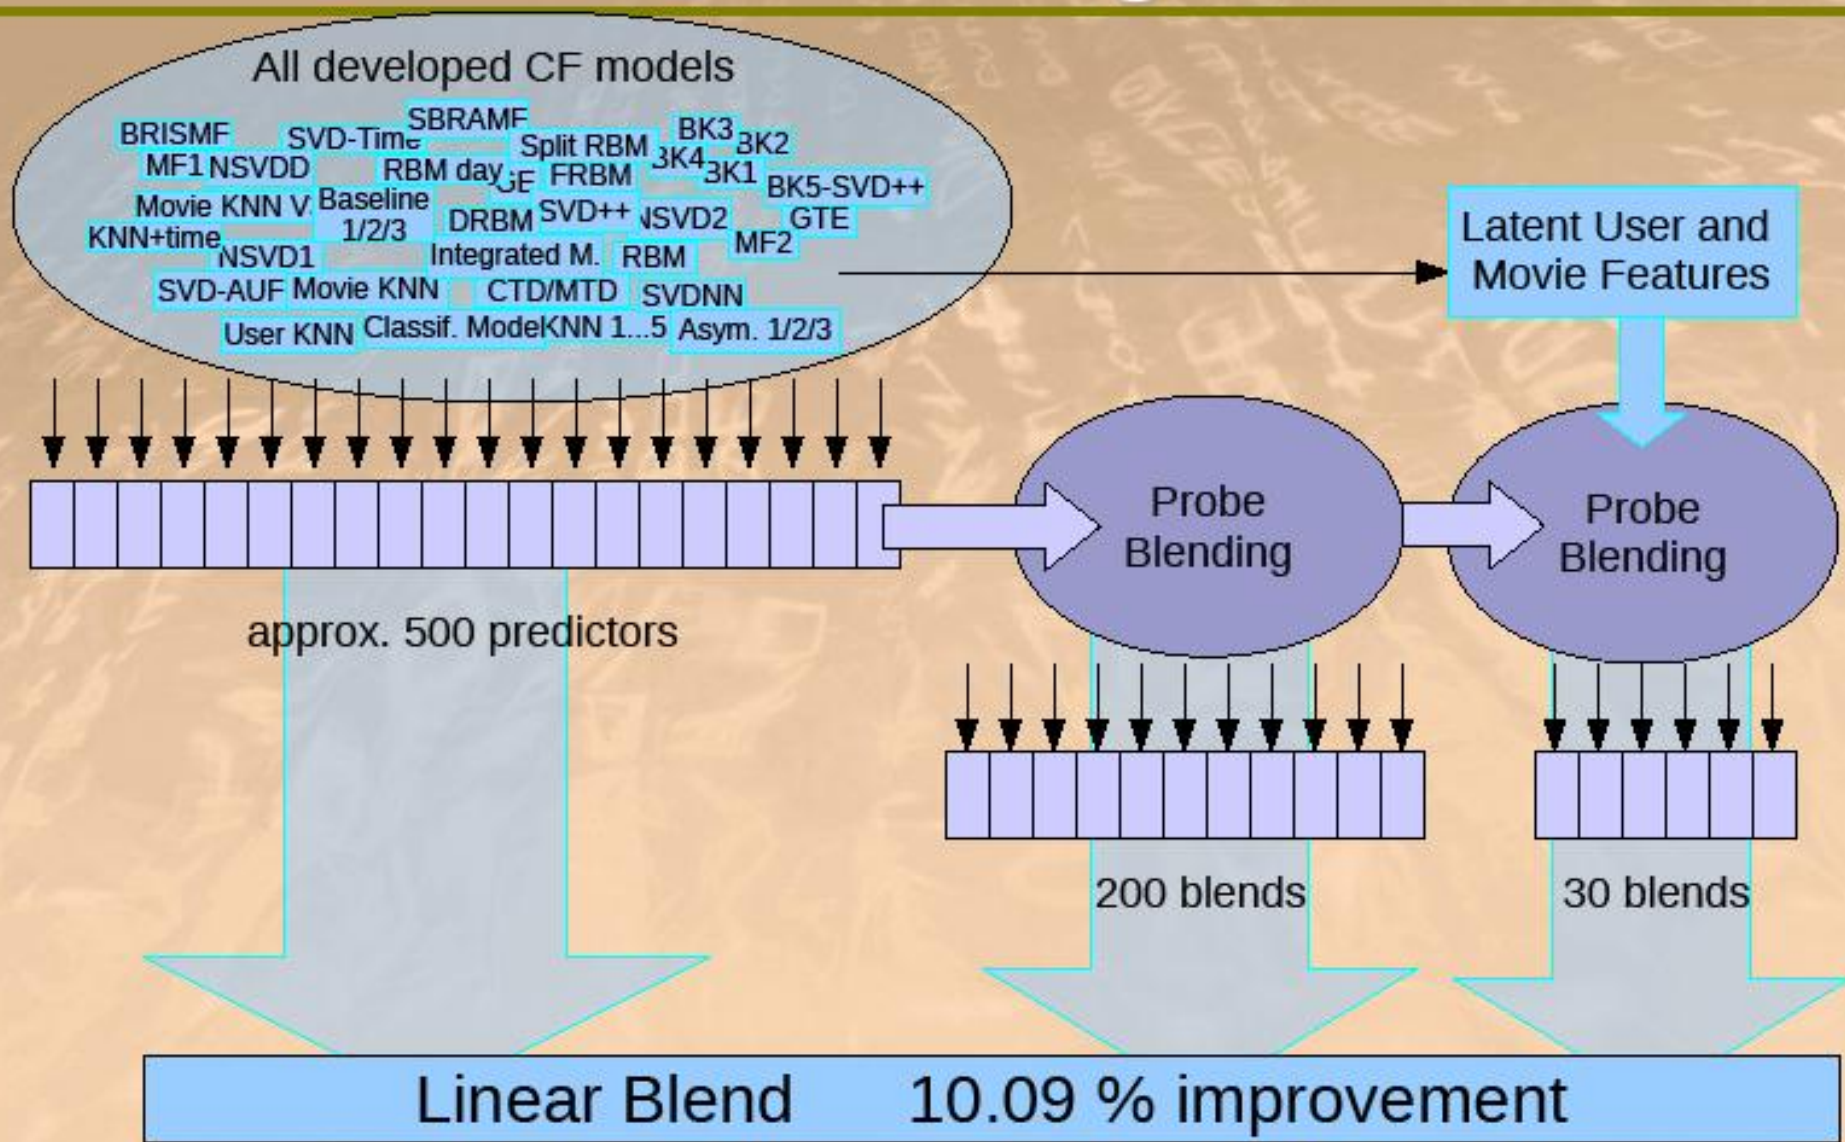 All developed CF models
SBRAMF
BRISMF
SVD-Time
Split RBM
BK3
BK2
BK4
BK1
MF1
NSVDD
RBM day
FRBM
BK5-SVD++
Movie KNN
Baseline
1/2/3
DRBM
SVD++
NSVD2
GTE
KNN+time
NSVD1
Integrated M.
RBM
MF2
SVD-AUF
Movie KNN
CTD/MTD
SVDNN
User KNN
Classif.
KNN 1...5
Asym. 1/2/3
Latent User and
Movie Features
Probe
Blending
Probe
Blending
approx. 500 predictors
200 blends
30 blends
Linear Blend 10.09 % improvement